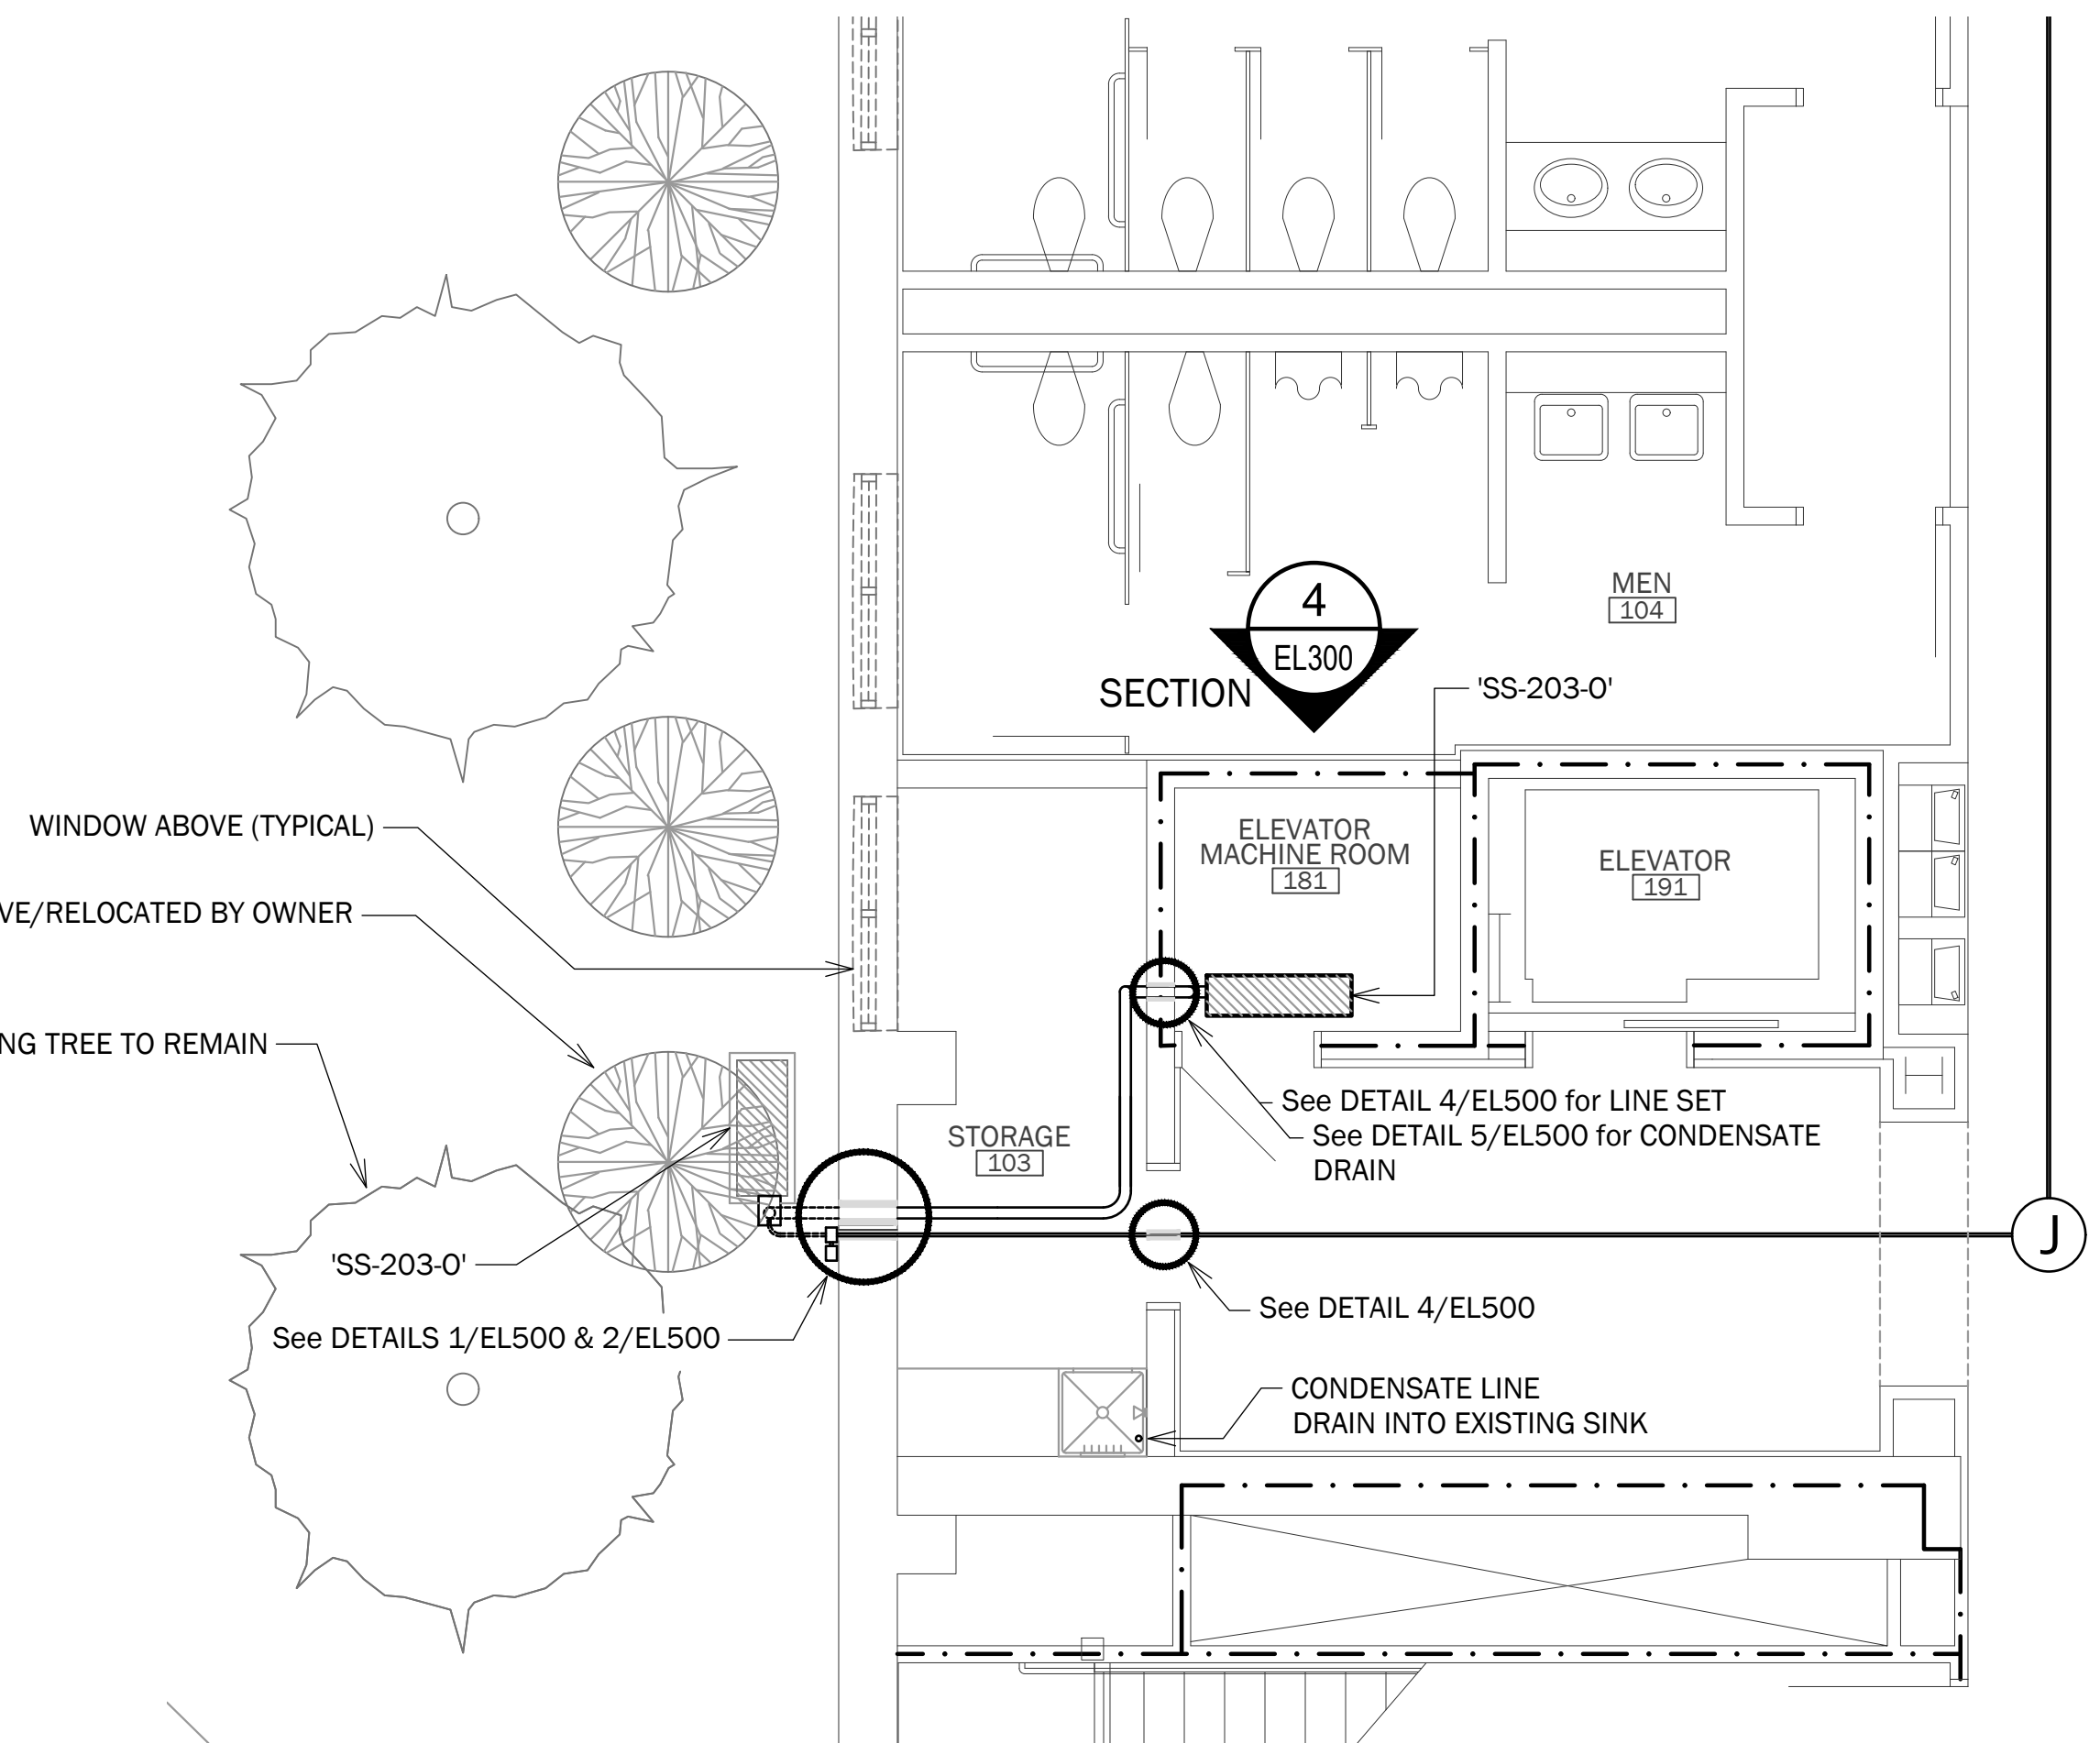 4
EL300
SECTION
'SS-203-O'
MEN
104
WINDOW ABOVE (TYPICAL)
VE/RELOCATED BY OWNER
NG TREE TO REMAIN
ELEVATOR
MACHINE ROOM
181
ELEVATOR
191
STORAGE
103
See DETAIL 4/EL500 for LINE SET
See DETAIL 5/EL500 for CONDENSATE
DRAIN
'SS-203-O'
See DETAILS 1/EL500 & 2/EL500
J
See DETAIL 4/EL500
CONDENSATE LINE
DRAIN INTO EXISTING SINK